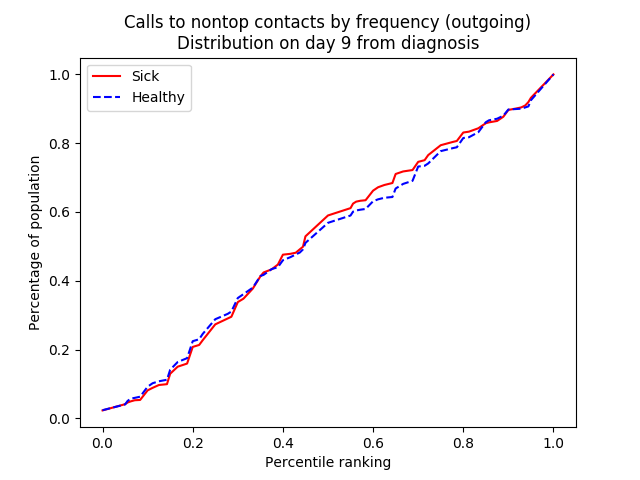 Calls to nontop contacts by frequency (outgoing)
Distribution on day 9 from diagnosis
Sick
Healthy
Percentage of population
1.0
0.8
0.6
0.4
0.2
0.0
0.0 0.2 0.4 0.6 0.8 1.0
Percentile ranking